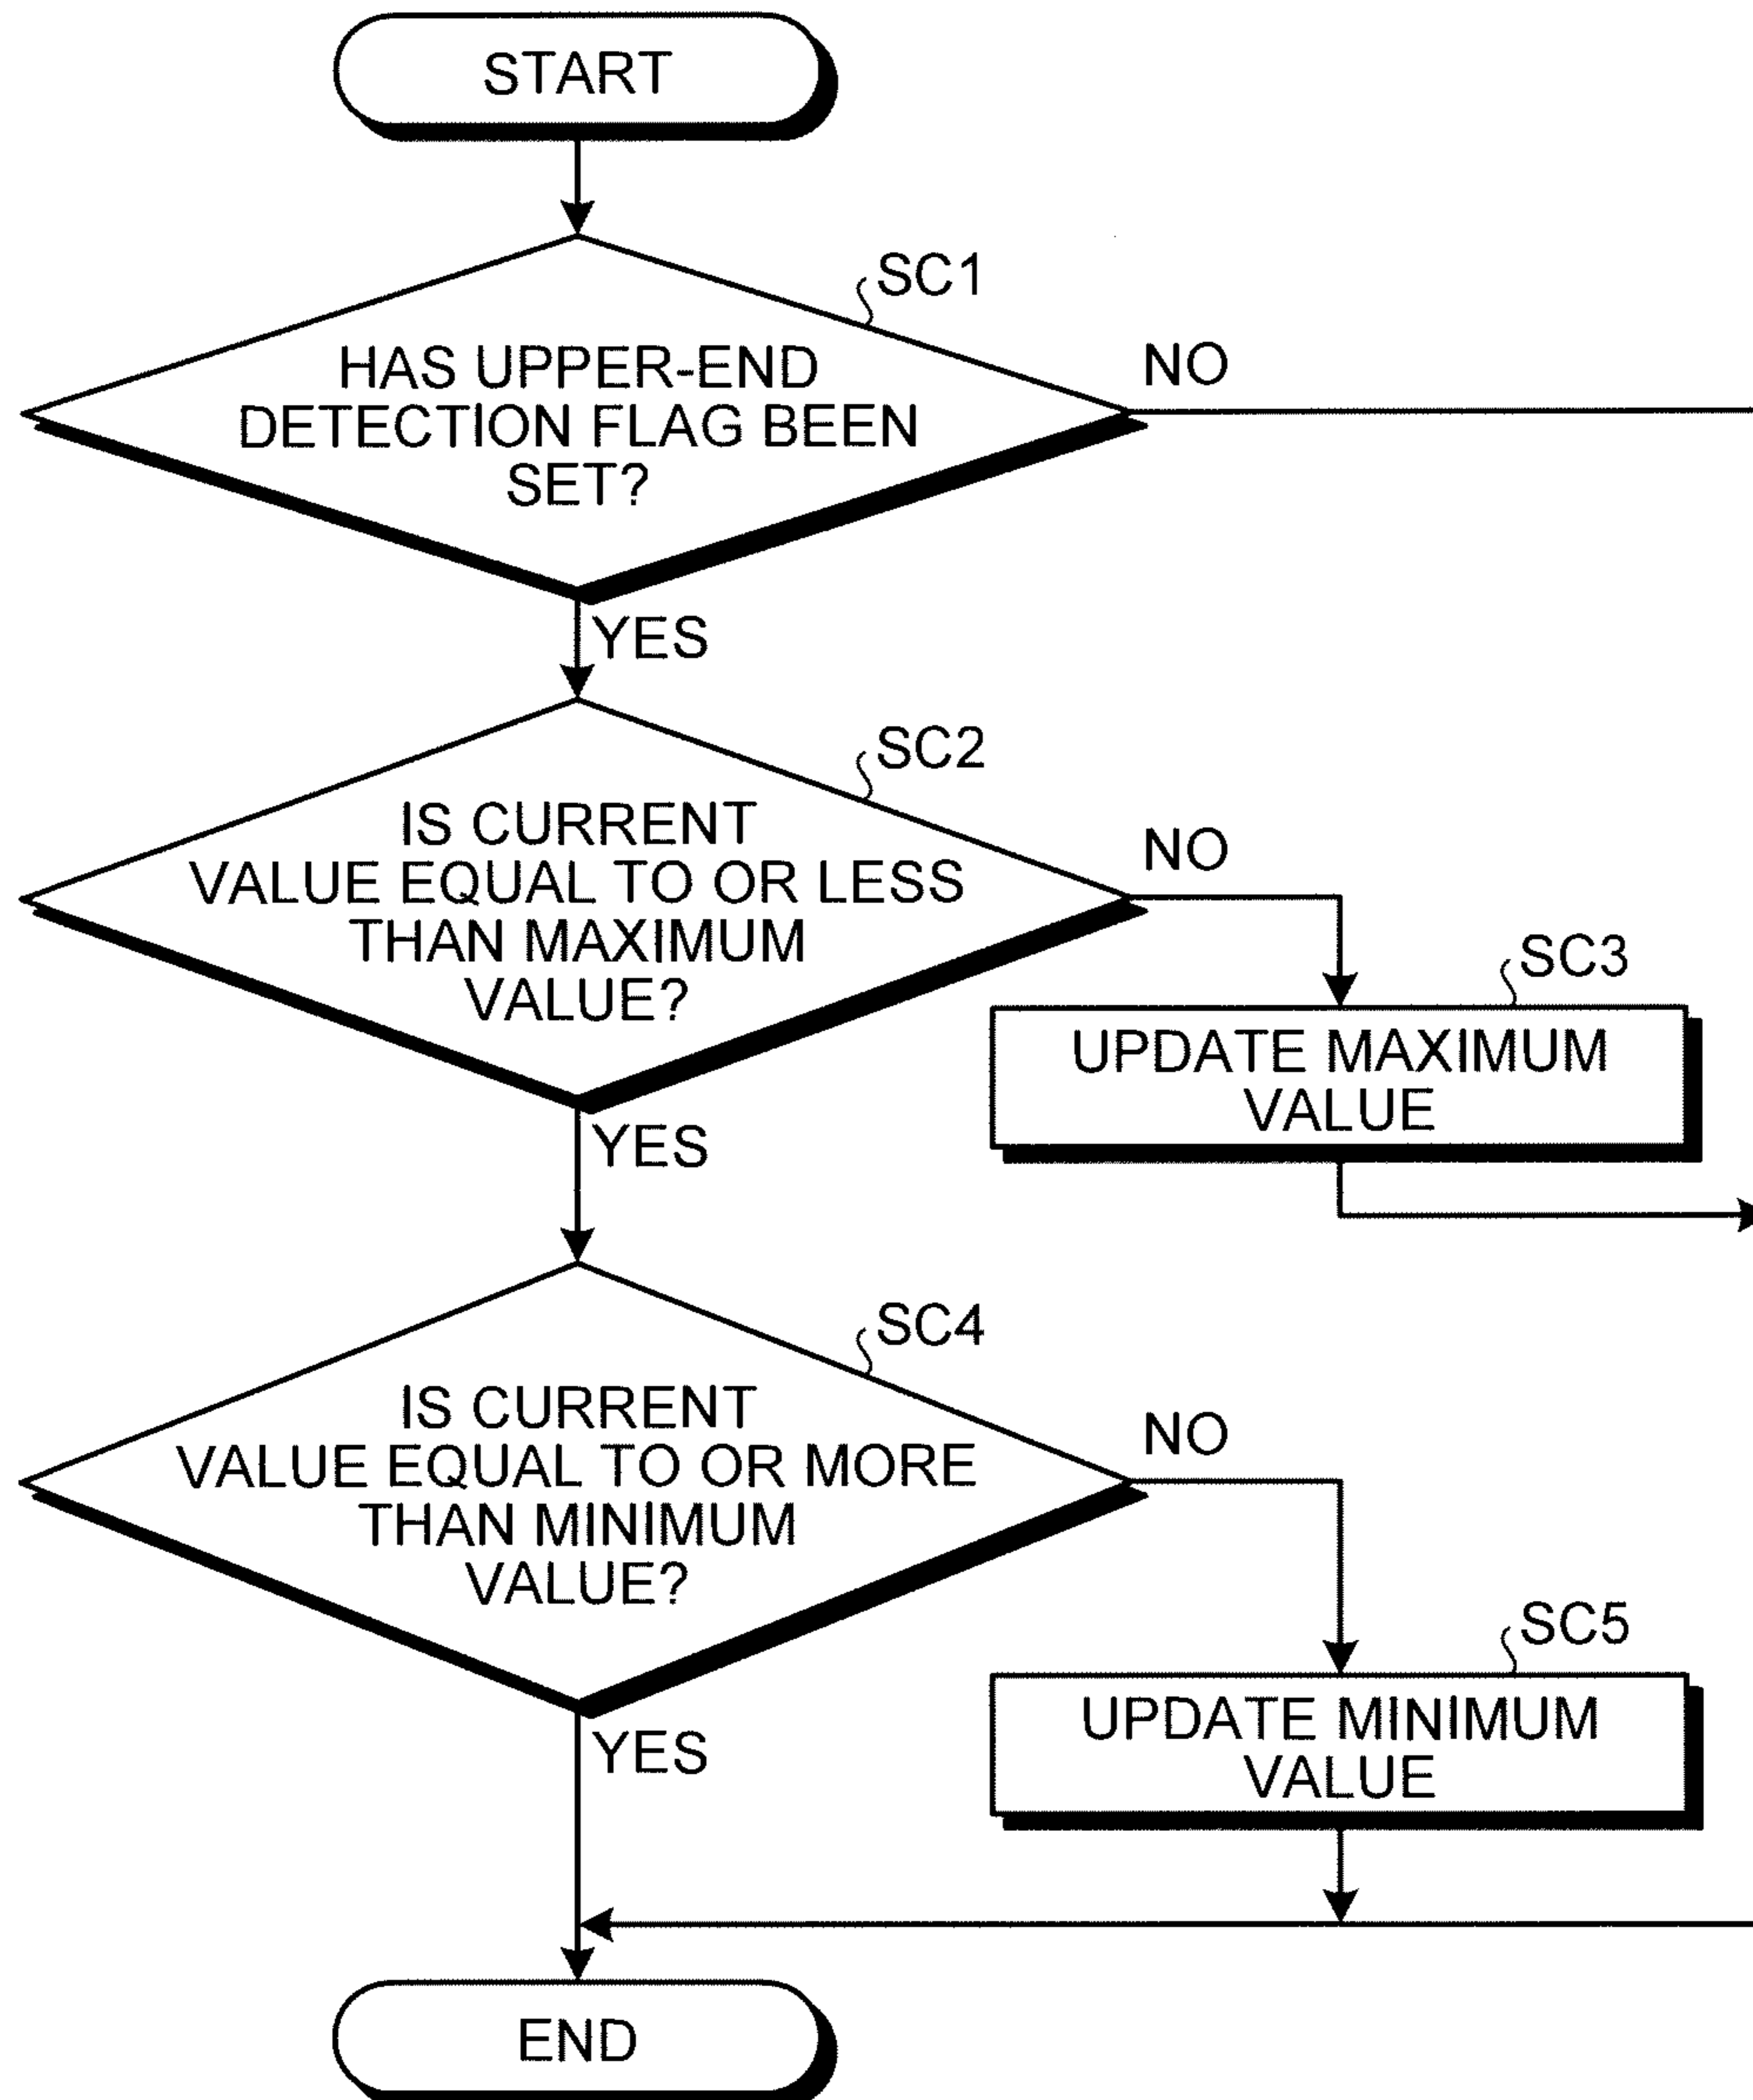 START
SC1
HAS UPPER-END
DETECTION FLAG BEEN
SET?
NO
YES
SC2
IS CURRENT
VALUE EQUAL TO OR LESS
THAN MAXIMUM
VALUE?
NO
SC3
UPDATE MAXIMUM
VALUE
YES
SC4
IS CURRENT
VALUE EQUAL TO OR MORE
THAN MINIMUM
VALUE?
NO
SC5
UPDATE MINIMUM
VALUE
YES
END